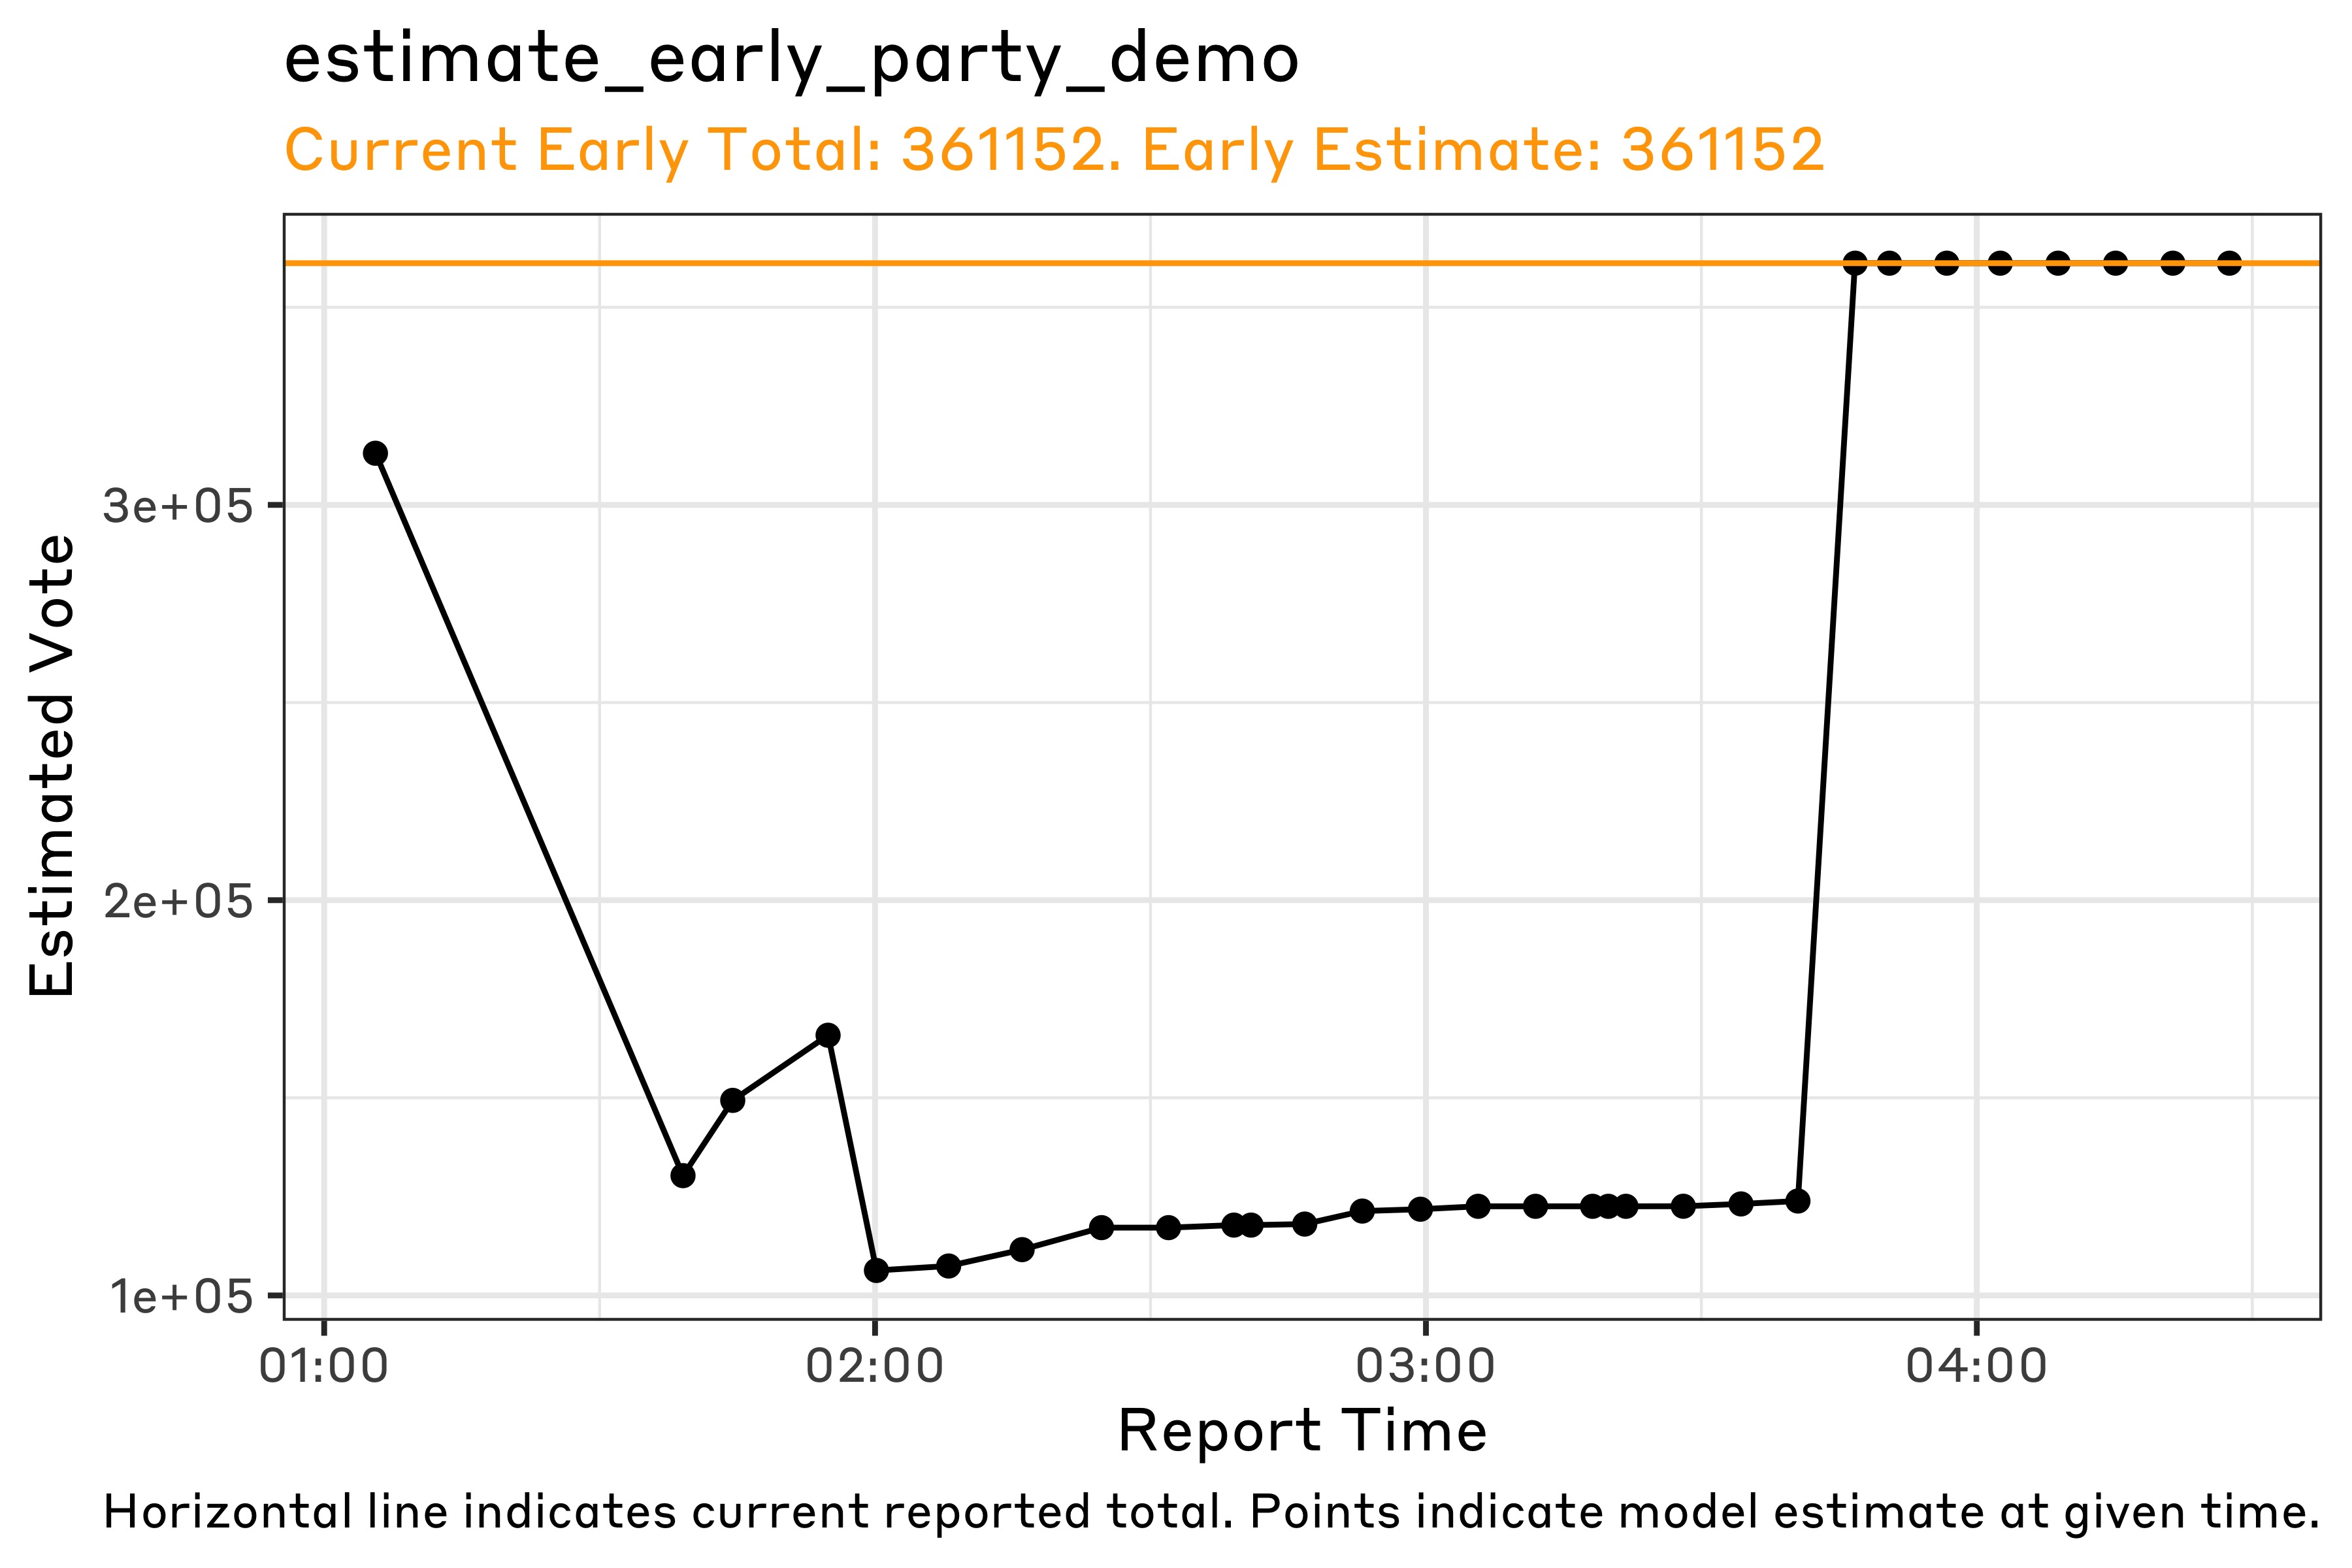 estimate_early_party_demo
Current Early Total: 361152. Early Estimate: 361152
Estimated Vote
3e+05
2e+05
1e+05
01:00 02:00 03:00 04:00
Report Time
Horizontal line indicates current reported total. Points indicate model estimate at given time.